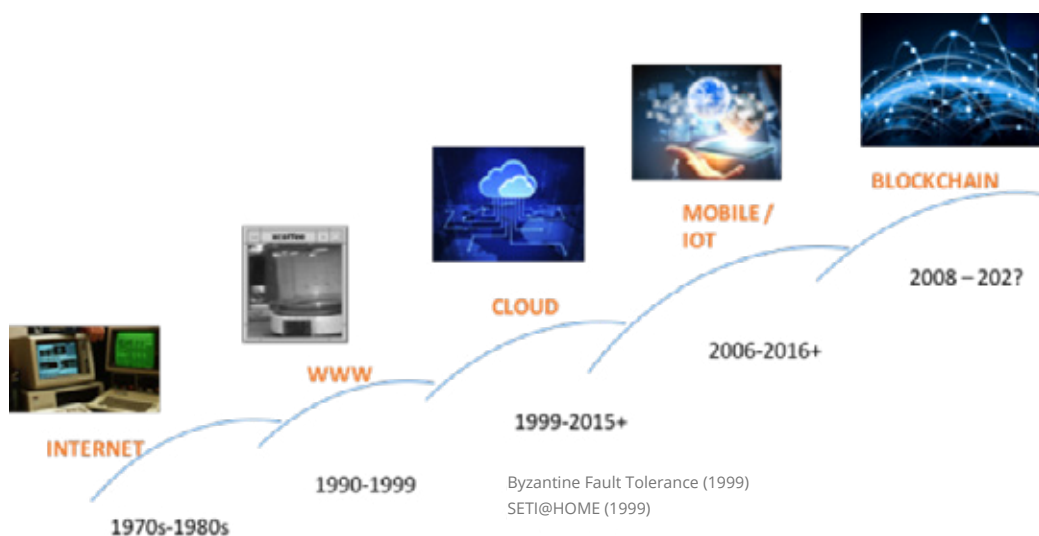 INTERNET
1970s-1980s
WWW
1990-1999
CLOUD
1999-2015+
Byzantine Fault Tolerance (1999)
SETI@HOME (1999)
MOBILE /
IOT
2006-2016+
BLOCKCHAIN
2008 – 202?